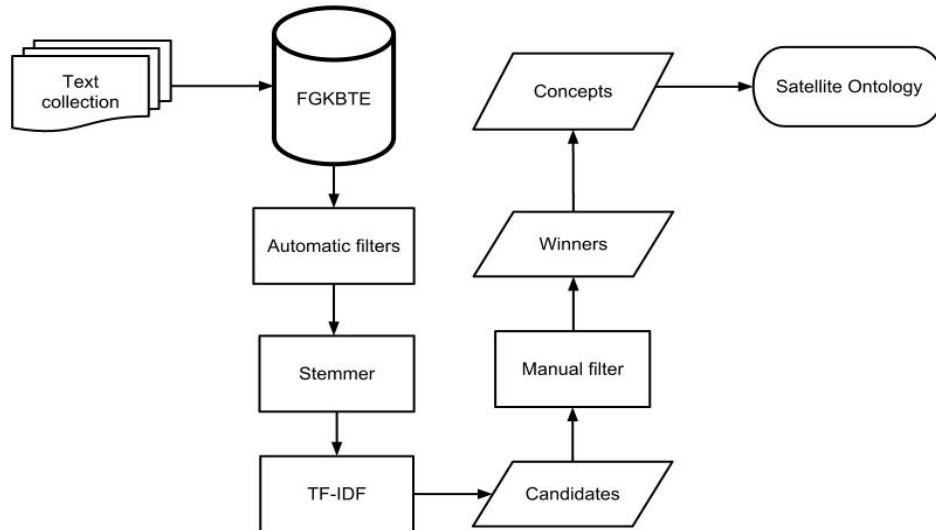 Text
collection
FGKBTE
Automatic filters
Stemmer
TF-IDF
Candidates
Manual filter
Winners
Concepts
Satellite Ontology